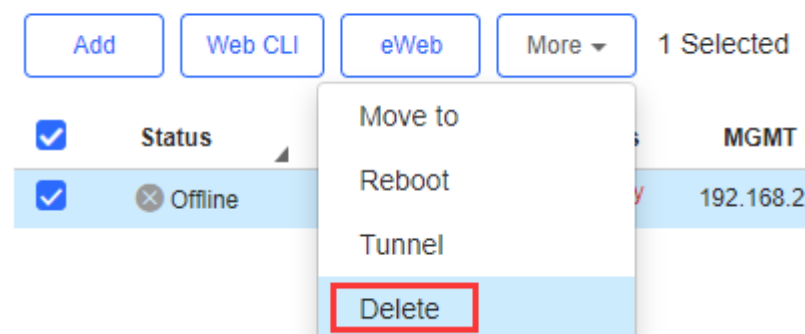 Add Web CLI eWeb More 1 Selected
Move to
Status MGMT
Reboot
Offline 192.168.2
Tunnel
Delete